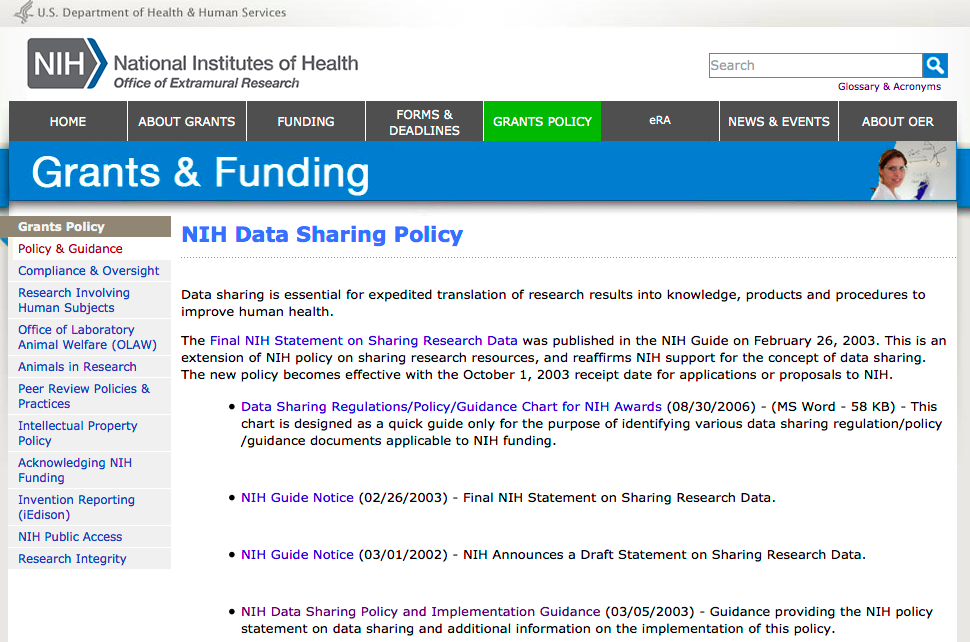 U.S. Department of Health & Human Services
NIH National Institutes of Health
Office of Extramural Research
Search
Glossary & Acronyms
HOME
ABOUT GRANTS
FUNDING
FORMS &
DEADLINES
GRANTS POLICY
eRA
NEWS & EVENTS
ABOUT OER
Grants & Funding
Grants Policy
Policy & Guidance
Compliance & Oversight
Research Involving
Human Subjects
Office of Laboratory
Animal Welfare (OLAW)
Animals in Research
Peer Review Policies &
Practices
Intellectual Property
Policy
Acknowledging NIH
Funding
Invention Reporting
(iEdison)
NIH Public Access
Research Integrity
NIH Data Sharing Policy
Data sharing is essential for expedited translation of research results into knowledge, products and procedures to
improve human health.
The Final NIH Statement on Sharing Research Data was published in the NIH Guide on February 26, 2003. This is an
extension of NIH policy on sharing research resources, and reaffirms NIH support for the concept of data sharing.
The new policy becomes effective with the October 1, 2003 receipt date for applications or proposals to NIH.
• Data Sharing Regulations/Policy/Guidance Chart for NIH Awards (08/30/2006) - (MS Word - 58 KB) - This
chart is designed as a quick guide only for the purpose of identifying various data sharing regulation/policy
/guidance documents applicable to NIH funding.
• NIH Guide Notice (02/26/2003) - Final NIH Statement on Sharing Research Data.
• NIH Guide Notice (03/01/2002) - NIH Announces a Draft Statement on Sharing Research Data.
• NIH Data Sharing Policy and Implementation Guidance (03/05/2003) - Guidance providing the NIH policy
statement on data sharing and additional information on the implementation of this policy.